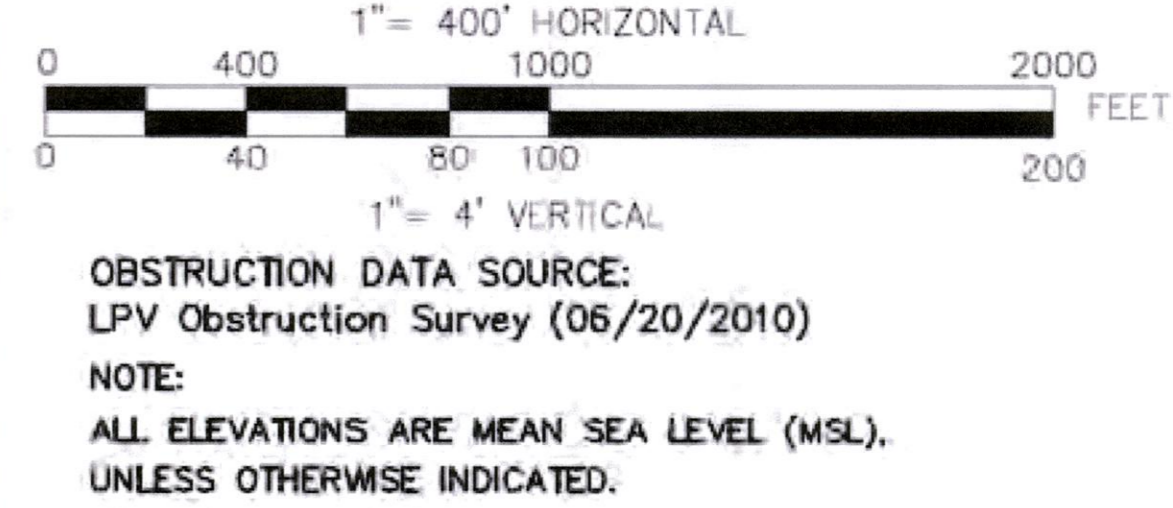 1"= 400' HORIZONTAL
0 400 1000 2000
FEET
0 40 80 100 200
1"= 4' VERTICAL
OBSTRUCTION DATA SOURCE:
LPV Obstruction Survey (06/20/2010)
NOTE:
ALL ELEVATIONS ARE MEAN SEA LEVEL (MSL),
UNLESS OTHERWISE INDICATED.